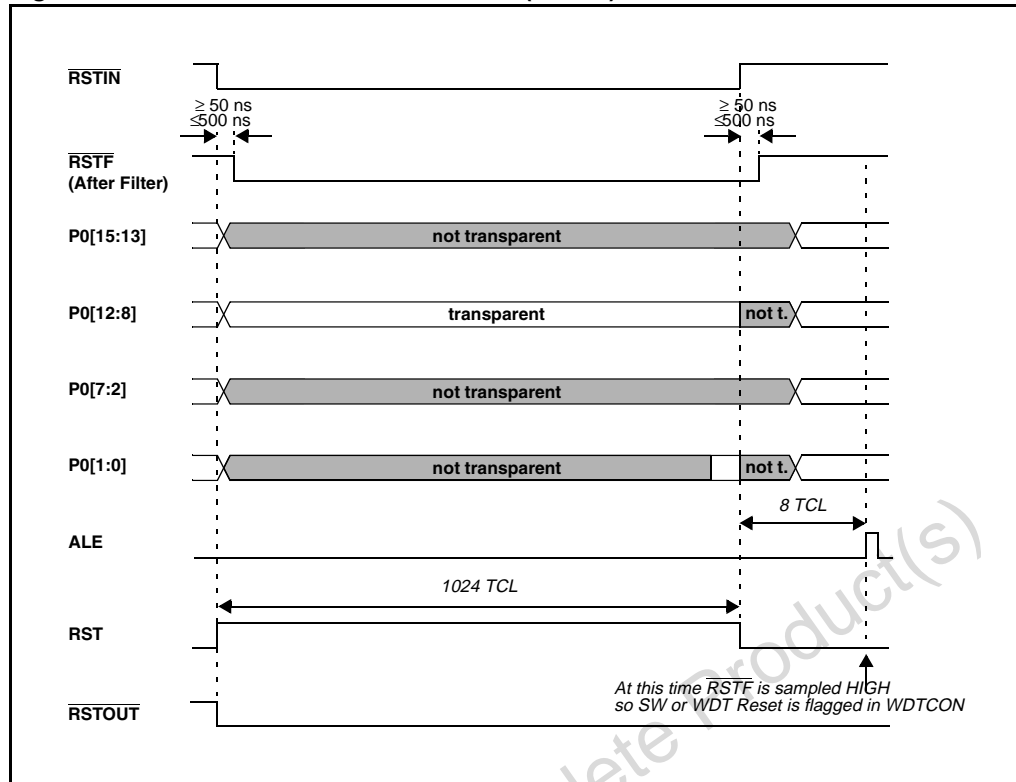 RSTIN
≥ 50 ns
≤500 ns
≥ 50 ns
≤500 ns
RSTF
(After Filter)
P0[15:13]
not transparent
P0[12:8]
transparent
not t.
P0[7:2]
not transparent
P0[1:0]
not transparent
not t.
8 TCL
ALE
1024 TCL
RST
At this time RSTF is sampled HIGH
so SW or WDT Reset is flagged in WDTCON
RSTOUT
lete Product(s)